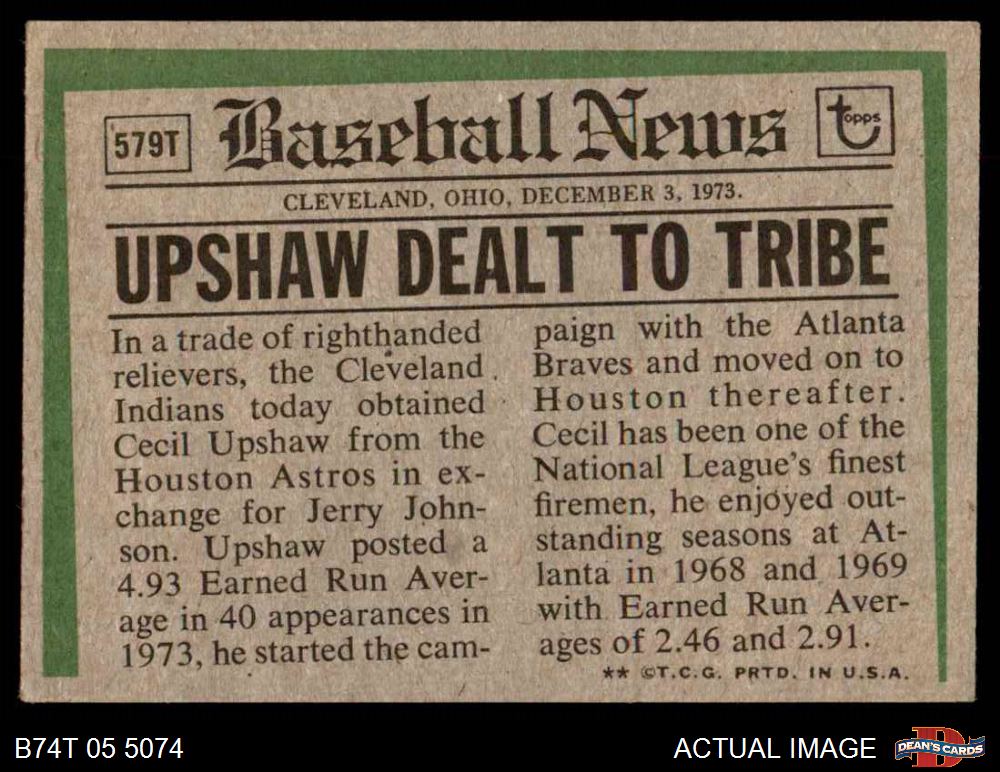 579T
Baseball News
topps
CLEVELAND, OHIO, DECEMBER 3, 1973.
UPSHAW DEALT TO TRIBE
In a trade of righthanded
relievers, the Cleveland
Indians today obtained
Cecil Upshaw from the
Houston Astros in ex-
change for Jerry John-
son. Upshaw posted a
4.93 Earned Run Aver-
age in 40 appearances in
1973, he started the cam-
paign with the Atlanta
Braves and moved on to
Houston thereafter.
Cecil has been one of the
National League's finest
firemen, he enjoyed out-
standing seasons at At-
lanta in 1968 and 1969
with Earned Run Aver-
ages of 2.46 and 2.91.
** ©T.C.G. PRTD. IN U.S.A.
B74T 05 5074
ACTUAL IMAGE
D
DEAN'S CARDS